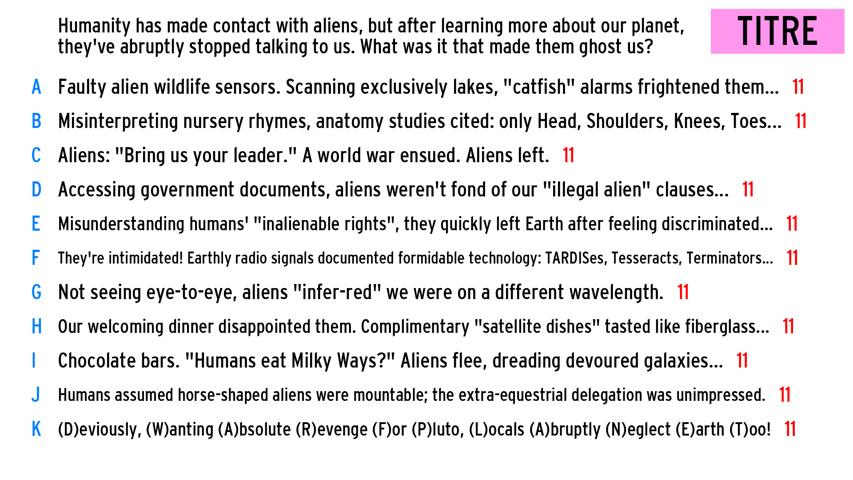 Humanity has made contact with aliens, but after learning more about our planet,
they've abruptly stopped talking to us. What was it that made them ghost us?
TITRE
A Faulty alien wildlife sensors. Scanning exclusively lakes, "catfish" alarms frightened them... 11
B Misinterpreting nursery rhymes, anatomy studies cited: only Head, Shoulders, Knees, Toes... 11
C Aliens: "Bring us your leader." A world war ensued. Aliens left. 11
D Accessing government documents, aliens weren't fond of our "illegal alien" clauses... 11
E Misunderstanding humans' "inalienable rights", they quickly left Earth after feeling discriminated... 11
F They're intimidated! Earthly radio signals documented formidable technology: TARDISes, Tesseracts, Terminators... 11
G Not seeing eye-to-eye, aliens "infer-red" we were on a different wavelength. 11
H Our welcoming dinner disappointed them. Complimentary "satellite dishes" tasted like fiberglass... 11
I Chocolate bars. "Humans eat Milky Ways?" Aliens flee, dreading devoured galaxies... 11
J Humans assumed horse-shaped aliens were mountable; the extra-equestrial delegation was unimpressed. 11
K (D)eviously, (W)anting (A)bsolute (R)evenge (F)or (P)luto, (L)ocals (A)bruptly (N)eglect (E)arth (T)oo! 11